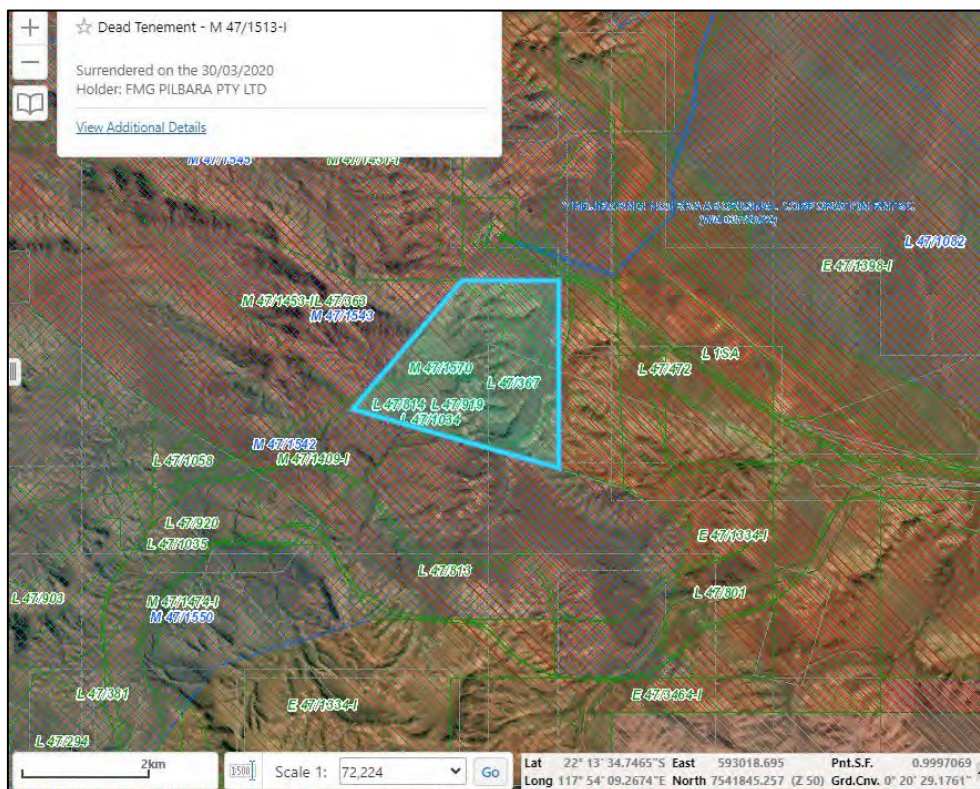 +
☆ Dead Tenement - M 47/1513-I
Surrendered on the 30/03/2020
Holder: FMG PILBARA PTY LTD
View Additional Details
−
M 47/1545
M 47/1431-I
L 47/1082
E 47/1398-I
M 47/1453-I
L 47/363
M 47/1543
L 1SA
M 47/1570
L 47/472
L 47/367
L 47/814
L 47/919
L 47/1034
M 47/1542
M 47/1409-I
L 47/1058
L 47/920
E 47/1334-I
L 47/1035
L 47/813
L 47/903
L 47/801
M 47/1474-I
M 47/1550
L 47/381
E 47/3464-I
E 47/1334-I
L 47/294
2km
1:500
Scale 1:
72,224
Go
Lat 22° 13' 34.7465"S East 593018.695 Pnt.S.F. 0.9997069
Long 117° 54' 09.2674"E North 7541845.257 (Z 50) Grd.Cnv. 0° 20' 29.1761"